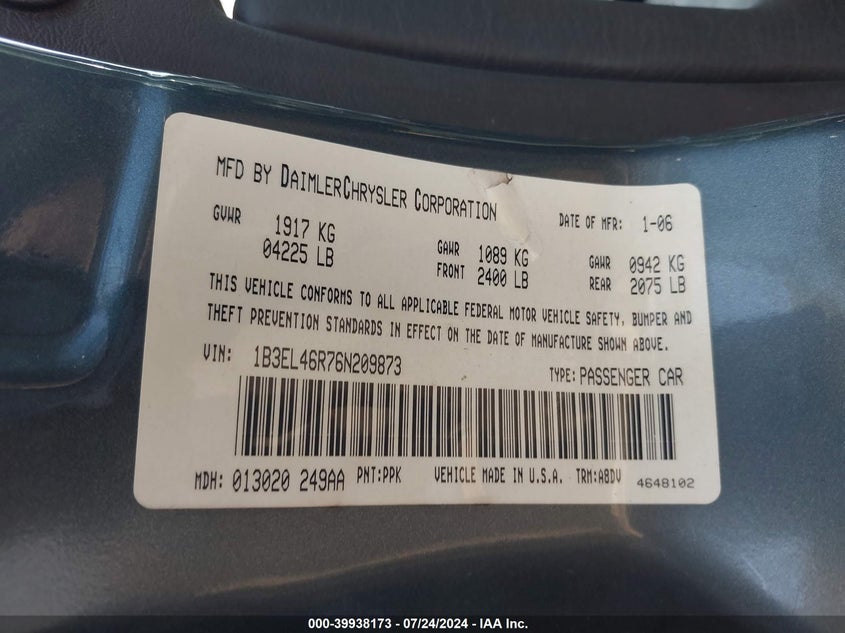 MFD BY DAIMLERCHRYSLER CORPORATION
DATE OF MFR: 1-06
GVWR 1917 KG
04225 LB
GAWR FRONT 1089 KG
2400 LB
GAWR REAR 0942 KG
2075 LB
THIS VEHICLE CONFORMS TO ALL APPLICABLE FEDERAL MOTOR VEHICLE SAFETY, BUMPER AND
THEFT PREVENTION STANDARDS IN EFFECT ON THE DATE OF MANUFACTURE SHOWN ABOVE.
VIN: 1B3EL46R76N209873
TYPE: PASSENGER CAR
MDH: 013020 249AA PNT:PPK VEHICLE MADE IN U.S.A. TRM:A8DV 4648102
000-39938173 - 07/24/2024 - IAA Inc.